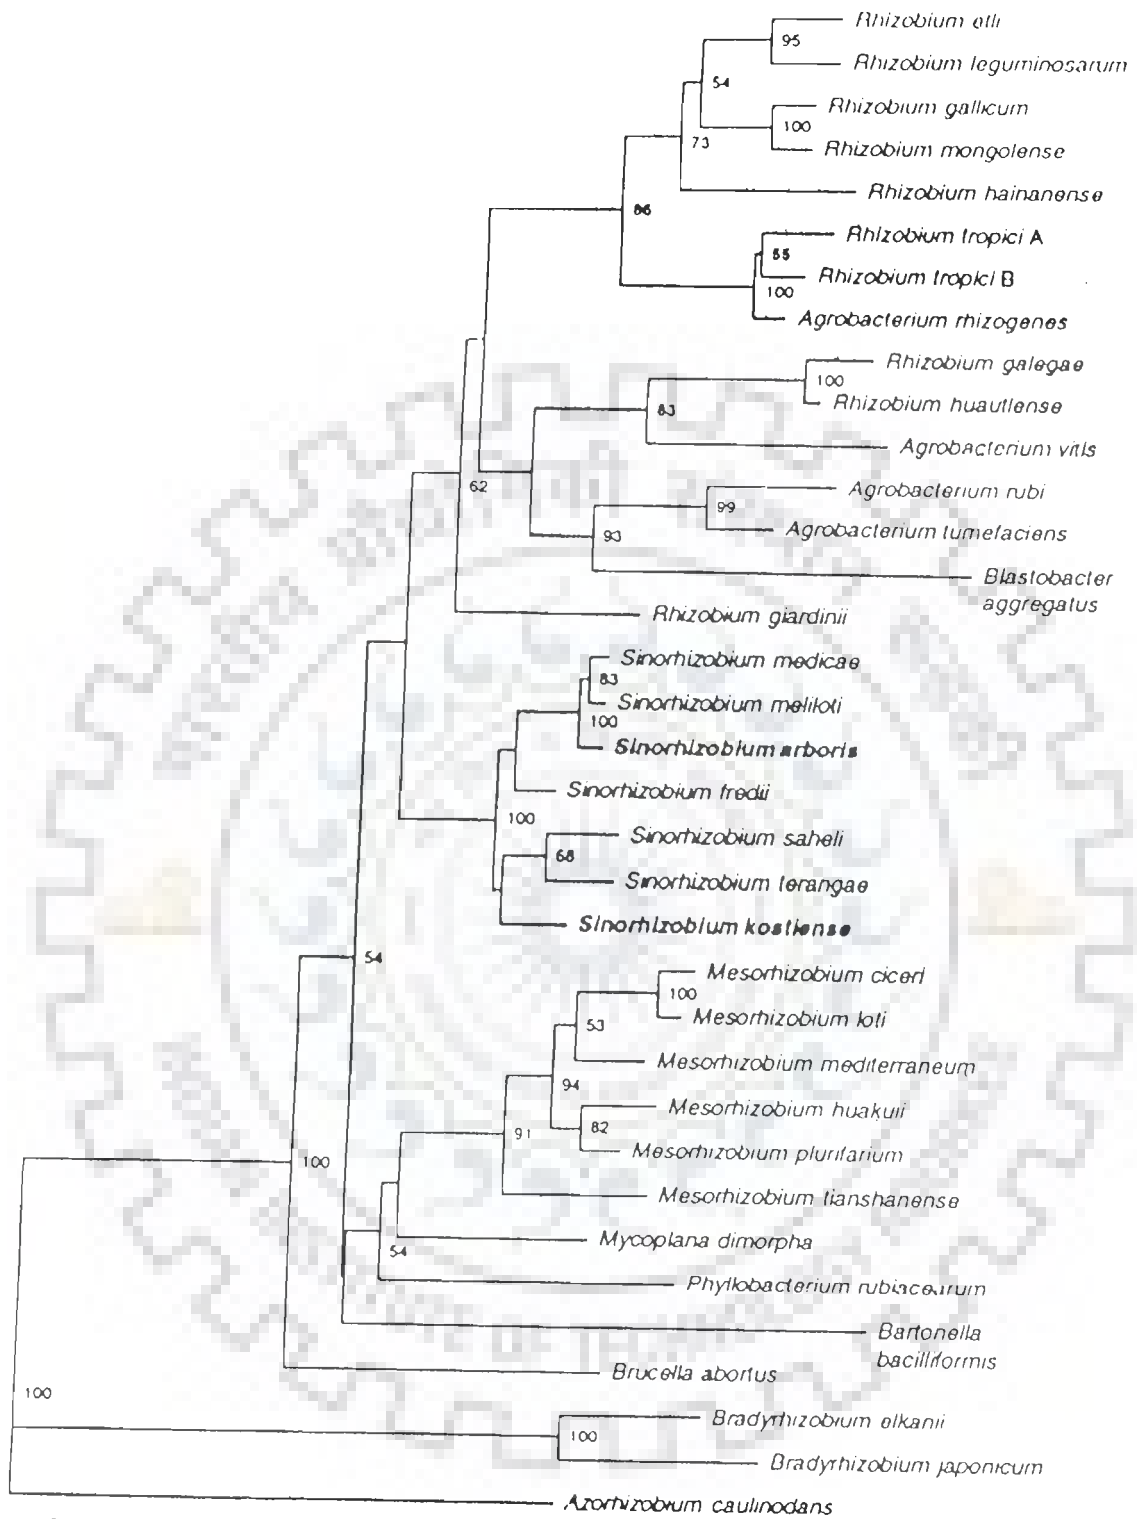 Rhizobium etli
95
Rhizobium leguminosarum
54
Rhizobium gallicum
100
73
Rhizobium mongolense
Rhizobium hainanense
86
Rhizobium tropici A
55
Rhizobium tropici B
100
Agrobacterium rhizogenes
Rhizobium galegae
100
Rhizobium huautlense
83
Agrobacterium vitis
62
Agrobacterium rubi
99
Agrobacterium tumefaciens
93
Blastobacter
aggregatus
Rhizobium giardinii
Sinorhizobium medicae
83
Sinorhizobium meliloti
100
Sinorhizobium arboris
Sinorhizobium fredii
100
Sinorhizobium saheli
68
Sinorhizobium terangae
Sinorhizobium kostiense
54
Mesorhizobium ciceri
100
Mesorhizobium loti
53
Mesorhizobium mediterraneum
94
Mesorhizobium huakuii
82
91
Mesorhizobium plurifarium
100
Mesorhizobium tianshanense
Mycoplana dimorpha
54
Phyllobacterium rubiacearum
Bartonella
bacilliformis
Brucella abortus
100
Bradyrhizobium elkanii
100
Bradyrhizobium japonicum
Azorhizobium caulinodans